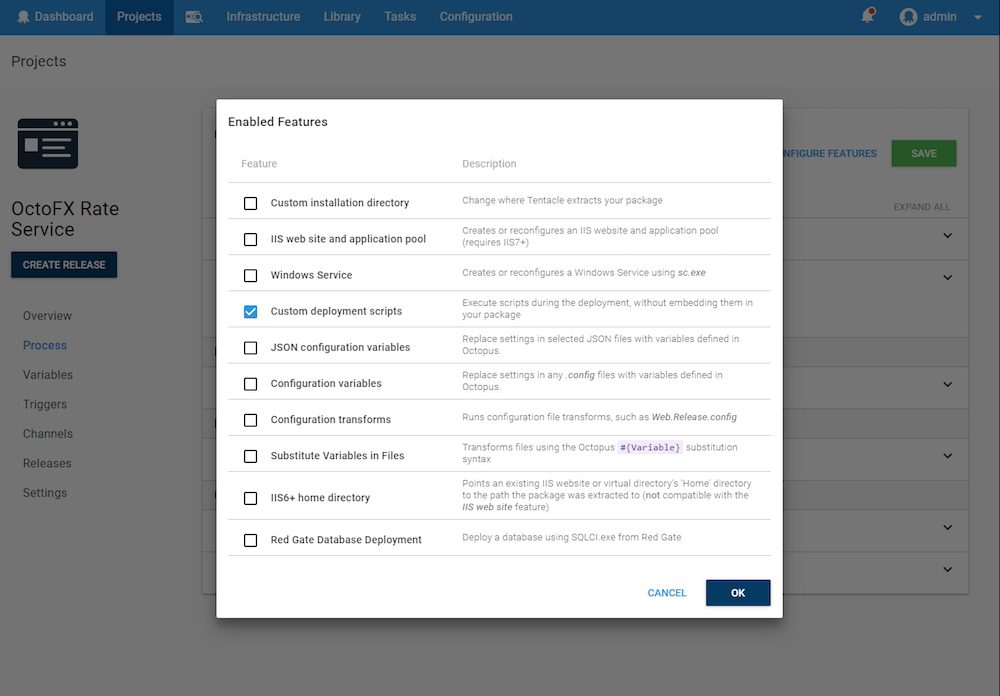 Dashboard
Projects
Infrastructure
Library
Tasks
Configuration
admin
Projects
OctoFX Rate
Service
CREATE RELEASE
Overview
Process
Variables
Triggers
Channels
Releases
Settings
NFIGURE FEATURES
SAVE
EXPAND ALL
Enabled Features
Feature
Description
Custom installation directory
Change where Tentacle extracts your package
IIS web site and application pool
Creates or reconfigures an IIS website and application pool
(requires IIS7+)
Windows Service
Creates or reconfigures a Windows Service using sc.exe
Custom deployment scripts
Execute scripts during the deployment, without embedding them in
your package
JSON configuration variables
Replace settings in selected JSON files with variables defined in
Octopus.
Configuration variables
Replace settings in any .config files with variables defined in
Octopus.
Configuration transforms
Runs configuration file transforms, such as Web.Release.config
Substitute Variables in Files
Transforms files using the Octopus #{Variable} substitution
syntax
IIS6+ home directory
Points an existing IIS website or virtual directory's 'Home' directory
to the path the package was extracted to (not compatible with the
IIS web site feature)
Red Gate Database Deployment
Deploy a database using SQLCI.exe from Red Gate
CANCEL
OK